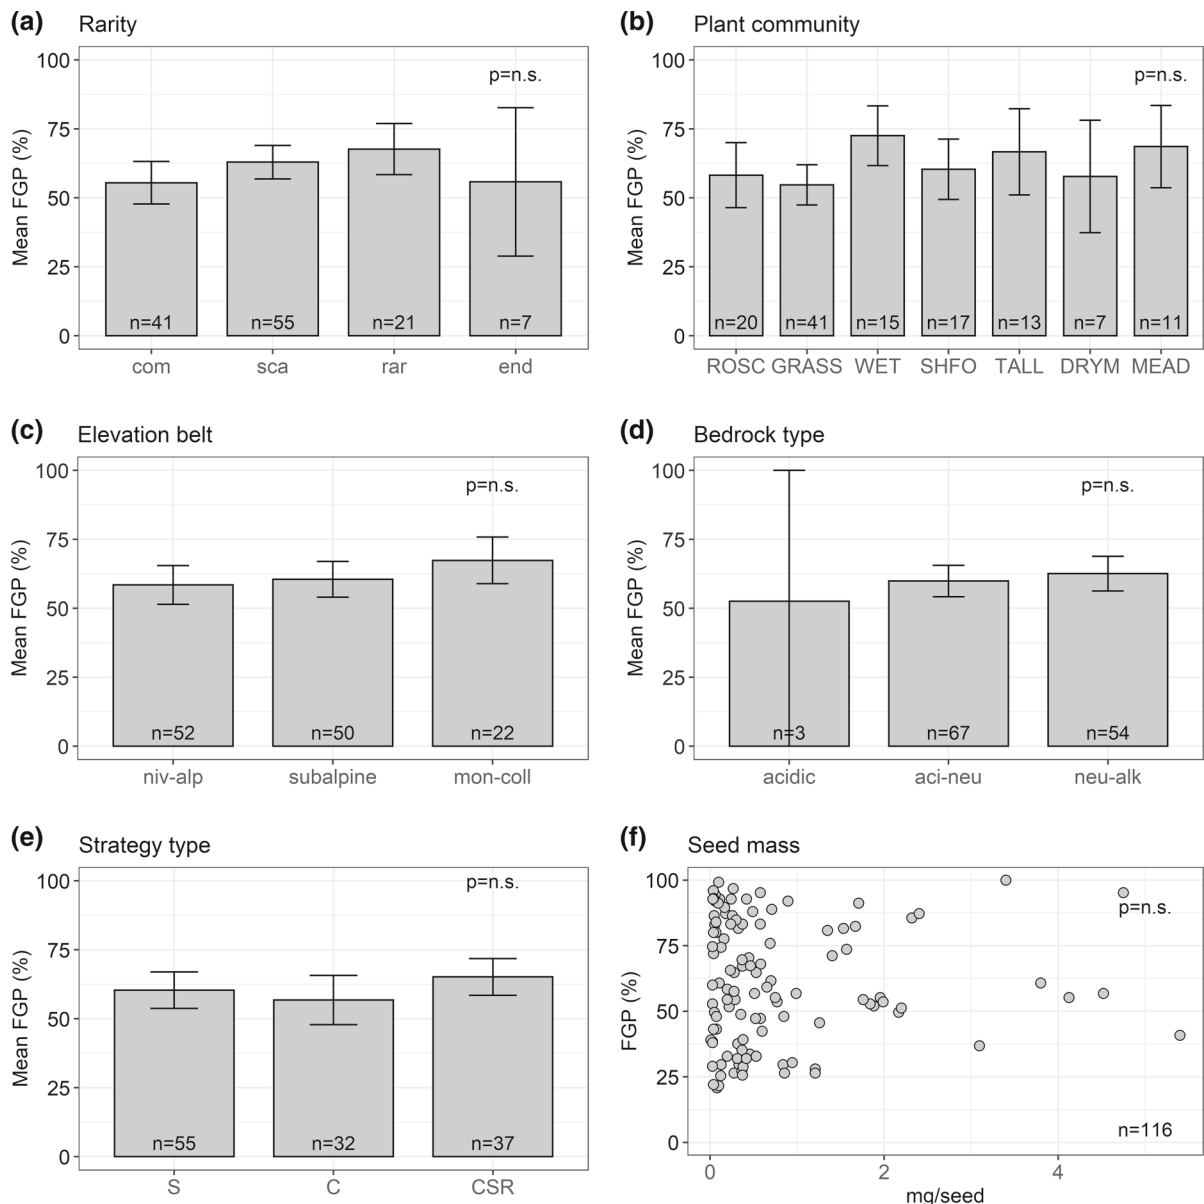 (a) Rarity
Mean FGP (%)
100
75
50
25
0
p=n.s.
n=41 n=55 n=21 n=7
com sca rar end
(b) Plant community
Mean FGP (%)
100
75
50
25
0
p=n.s.
n=20 n=41 n=15 n=17 n=13 n=7 n=11
ROSC GRASS WET SHFO TALL DRYM MEAD
(c) Elevation belt
Mean FGP (%)
100
75
50
25
0
p=n.s.
n=52 n=50 n=22
niv-alp subalpine mon-coll
(d) Bedrock type
Mean FGP (%)
100
75
50
25
0
p=n.s.
n=3 n=67 n=54
acidic aci-neu neu-alk
(e) Strategy type
Mean FGP (%)
100
75
50
25
0
p=n.s.
n=55 n=32 n=37
S C CSR
(f) Seed mass
FGP (%)
100
75
50
25
0
p=n.s.
n=116
0 2 4
mg/seed